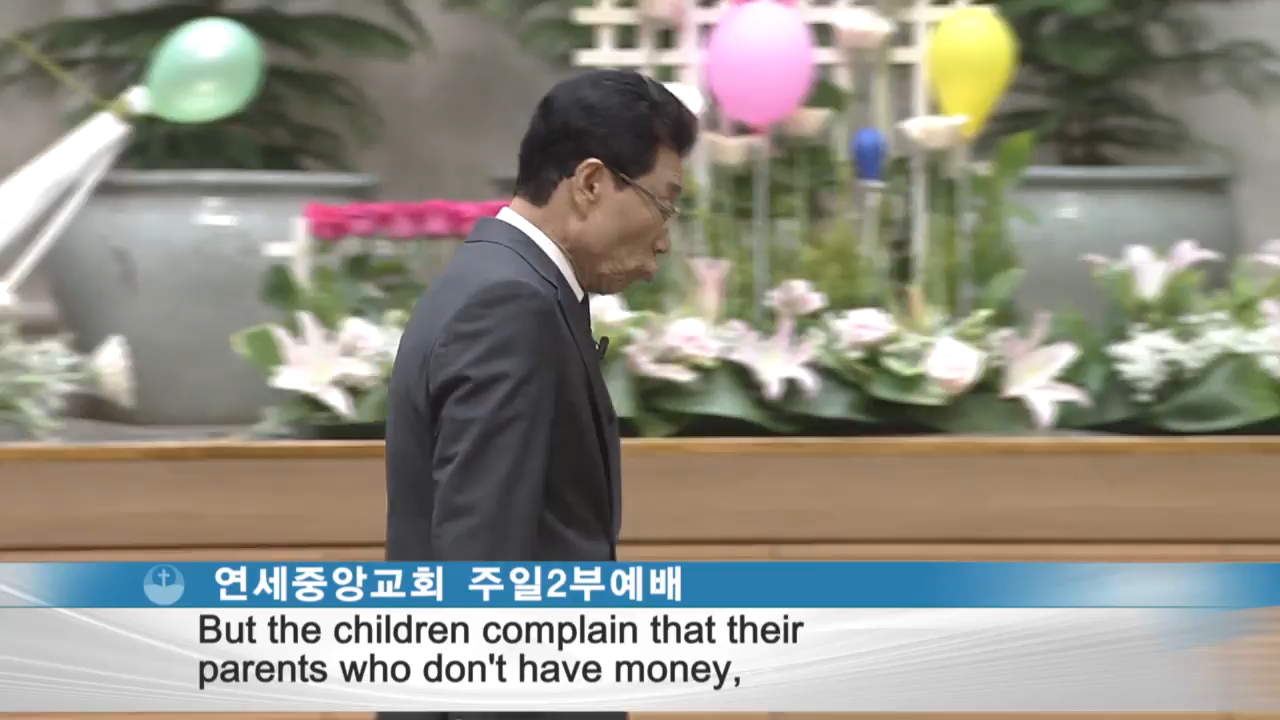 연세중앙교회 주일2부예배
But the children complain that their
parents who don't have money,